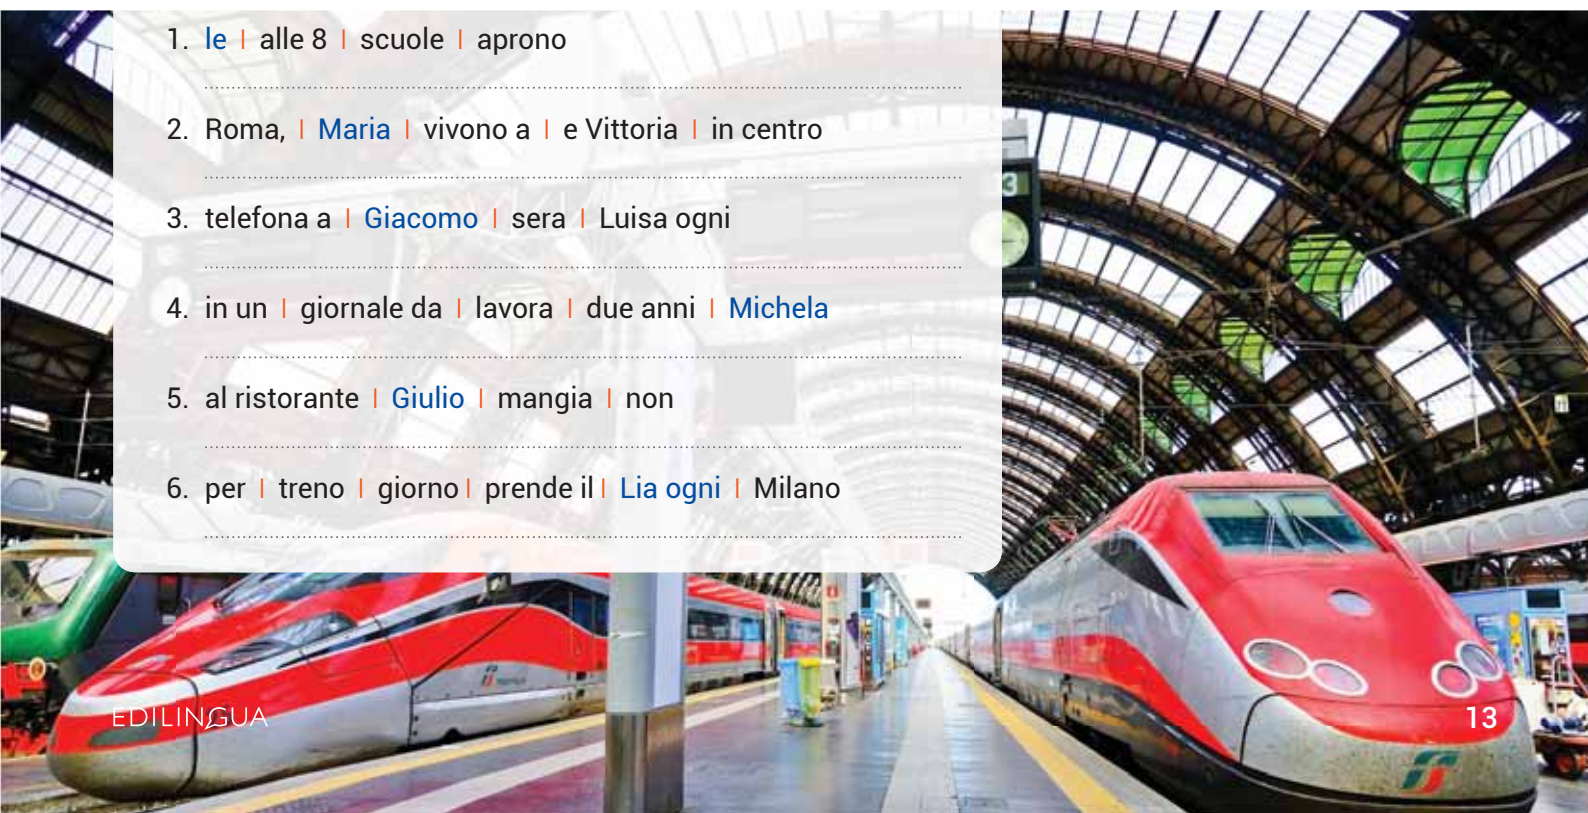 1. le | alle 8 | scuole | aprono
2. Roma, | Maria | vivono a | e Vittoria | in centro
3. telefona a | Giacomo | sera | Luisa ogni
4. in un | giornale da | lavora | due anni | Michela
5. al ristorante | Giulio | mangia | non
6. per | treno | giorno | prende il | Lia ogni | Milano
3
EDILINGUA
13